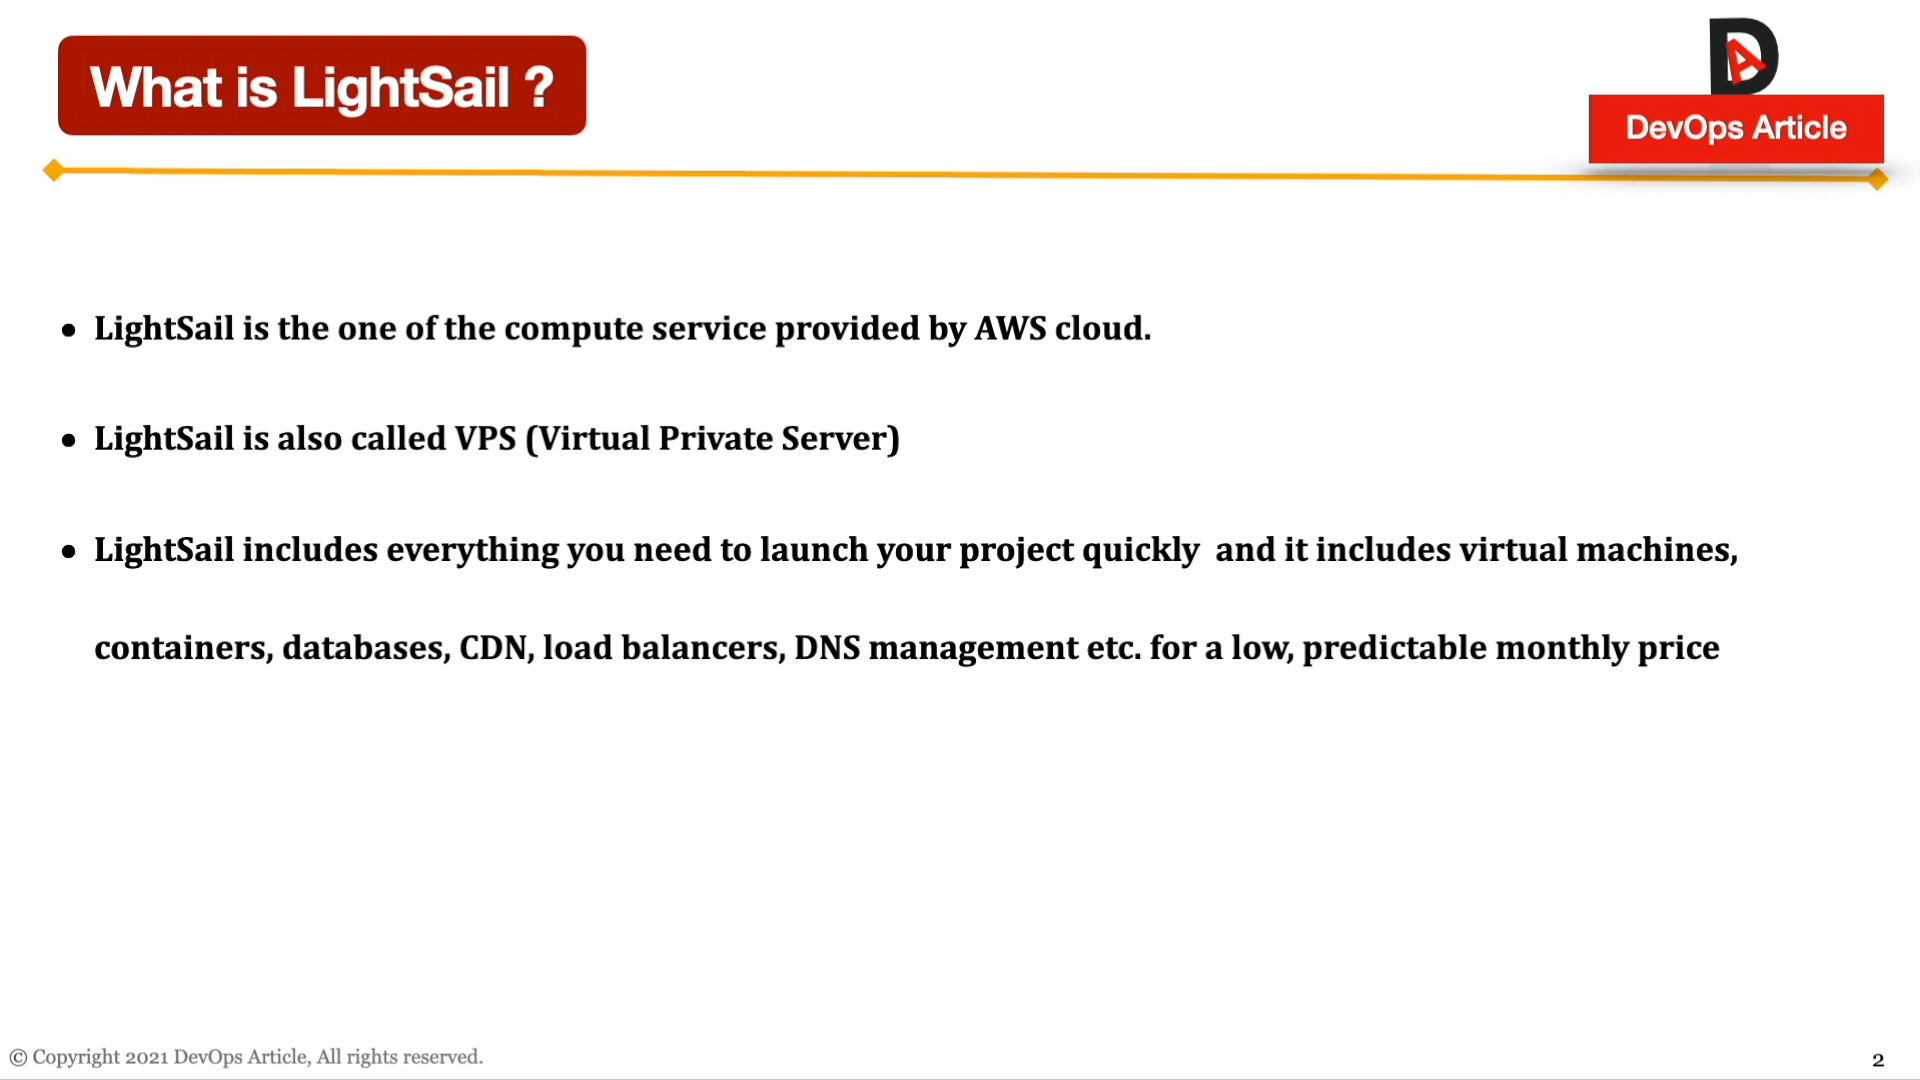 What is LightSail ?
DA
DevOps Article
• LightSail is the one of the compute service provided by AWS cloud.
• LightSail is also called VPS (Virtual Private Server)
• LightSail includes everything you need to launch your project quickly  and it includes virtual machines,
containers, databases, CDN, load balancers, DNS management etc. for a low, predictable monthly price
© Copyright 2021 DevOps Article, All rights reserved.
2